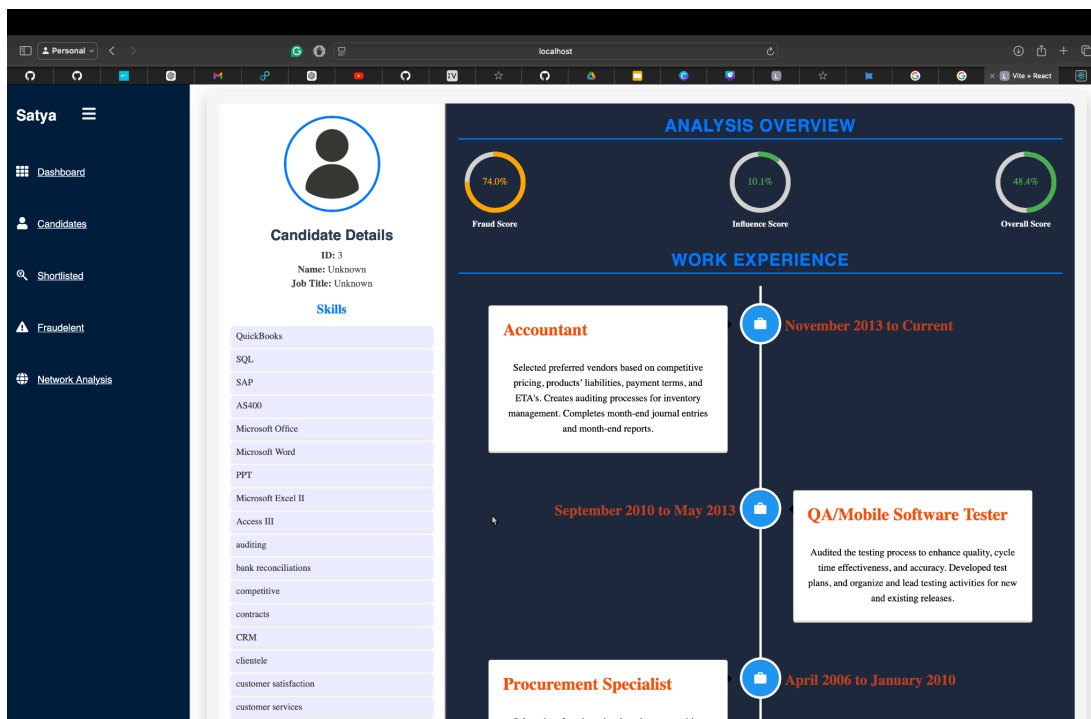 Personal
localhost
Vite + React
Satya
Dashboard
Candidates
Shortlisted
Fraudelent
Network Analysis
Candidate Details
ID: 3
Name: Unknown
Job Title: Unknown
Skills
QuickBooks
SQL
SAP
AS400
Microsoft Office
Microsoft Word
PPT
Microsoft Excel II
Access III
auditing
bank reconciliations
competitive
contracts
CRM
clientele
customer satisfaction
customer services
ANALYSIS OVERVIEW
74.0%
Fraud Score
10.1%
Influence Score
48.4%
Overall Score
WORK EXPERIENCE
Accountant
Selected preferred vendors based on competitive
pricing, products' liabilities, payment terms, and
ETA's. Creates auditing processes for inventory
management. Completes month-end journal entries
and month-end reports.
November 2013 to Current
September 2010 to May 2013
QA/Mobile Software Tester
Audited the testing process to enhance quality, cycle
time effectiveness, and accuracy. Developed test
plans, and organize and lead testing activities for new
and existing releases.
Procurement Specialist
April 2006 to January 2010